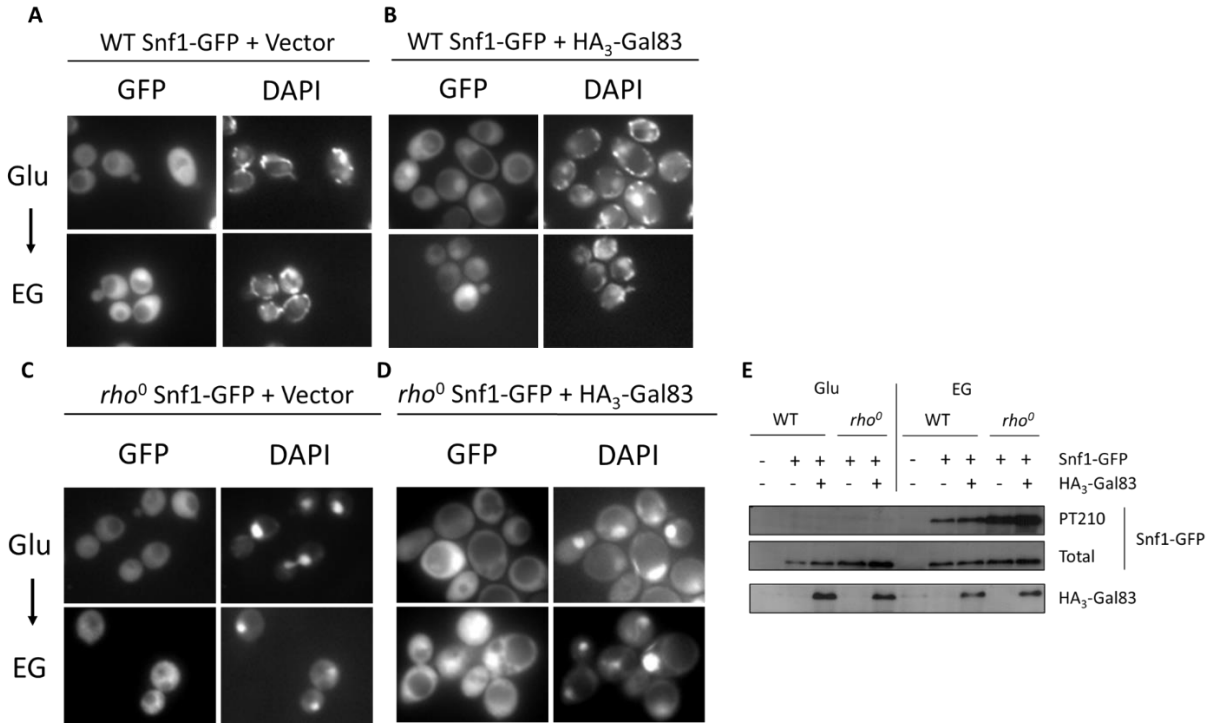 A
WT Snf1-GFP + Vector
GFP DAPI
Glu
EG
B
WT Snf1-GFP + HA₃-Gal83
GFP DAPI
C
rho⁰ Snf1-GFP + Vector
GFP DAPI
Glu
EG
D
rho⁰ Snf1-GFP + HA₃-Gal83
GFP DAPI
E
Glu EG
WT rho⁰ WT rho⁰
- + + + + - + + + + Snf1-GFP
- - + - + - - + - + HA₃-Gal83
PT210
Total
Snf1-GFP
HA₃-Gal83